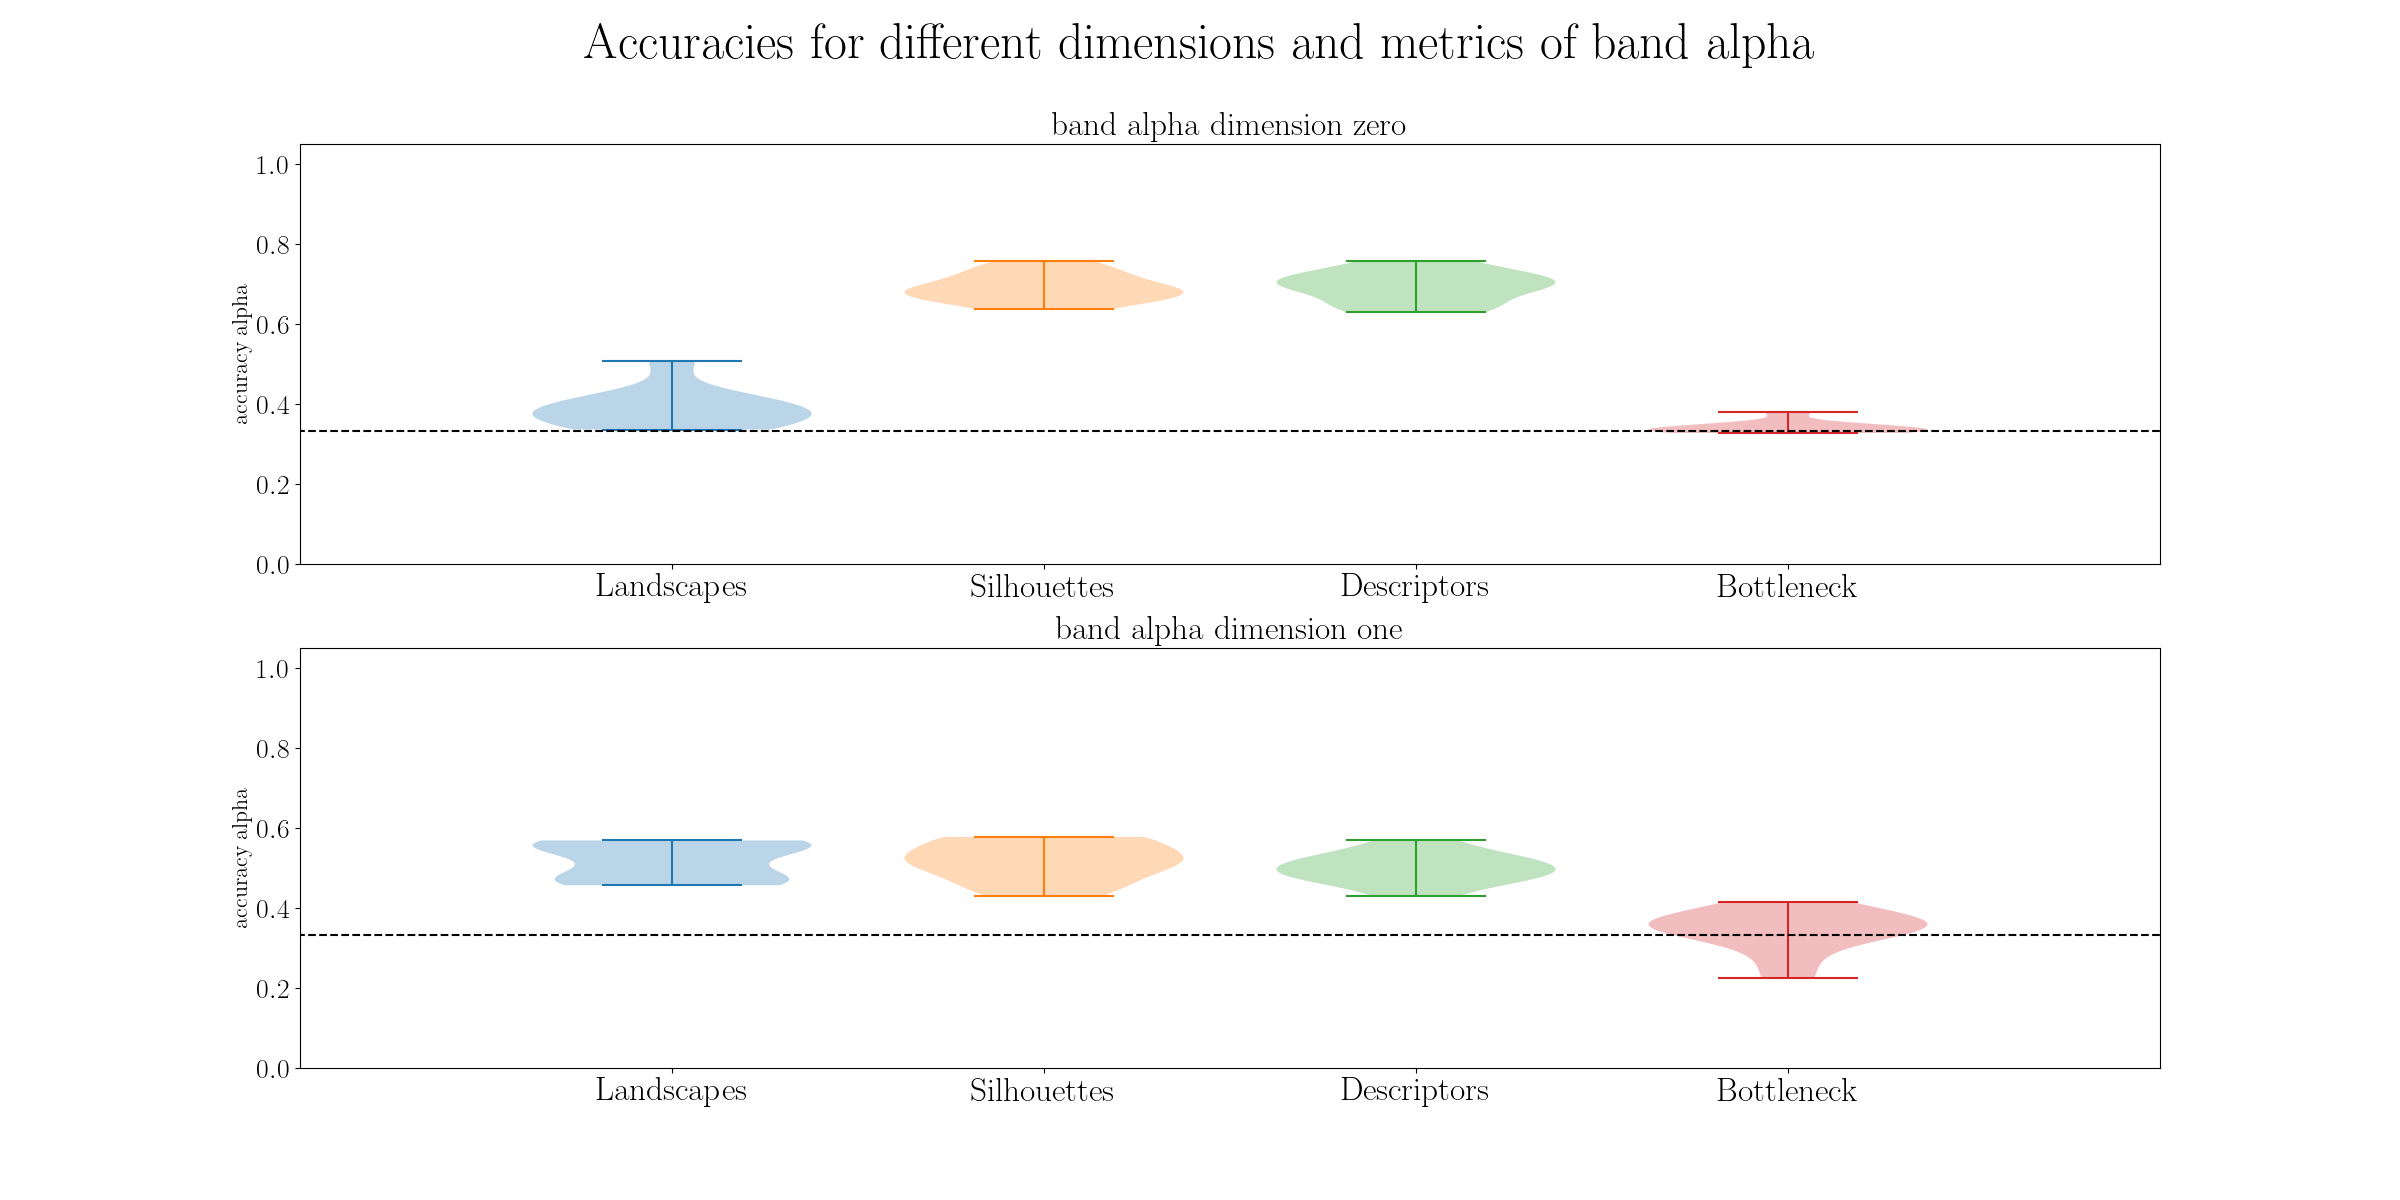 Accuracies for different dimensions and metrics of band alpha
band alpha dimension zero
accuracy alpha
1.0
0.8
0.6
0.4
0.2
0.0
Landscapes Silhouettes Descriptors Bottleneck
band alpha dimension one
accuracy alpha
1.0
0.8
0.6
0.4
0.2
0.0
Landscapes Silhouettes Descriptors Bottleneck